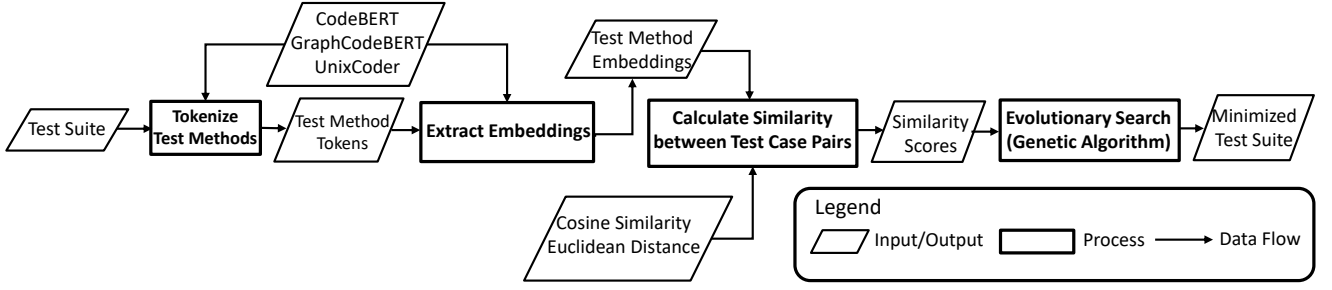 CodeBERT
GraphCodeBERT
UnixCoder
Test Suite
Tokenize
Test Methods
Test Method
Tokens
Extract Embeddings
Test Method
Embeddings
Calculate Similarity
between Test Case Pairs
Cosine Similarity
Euclidean Distance
Similarity
Scores
Evolutionary Search
(Genetic Algorithm)
Minimized
Test Suite
Legend
Input/Output
Process
Data Flow